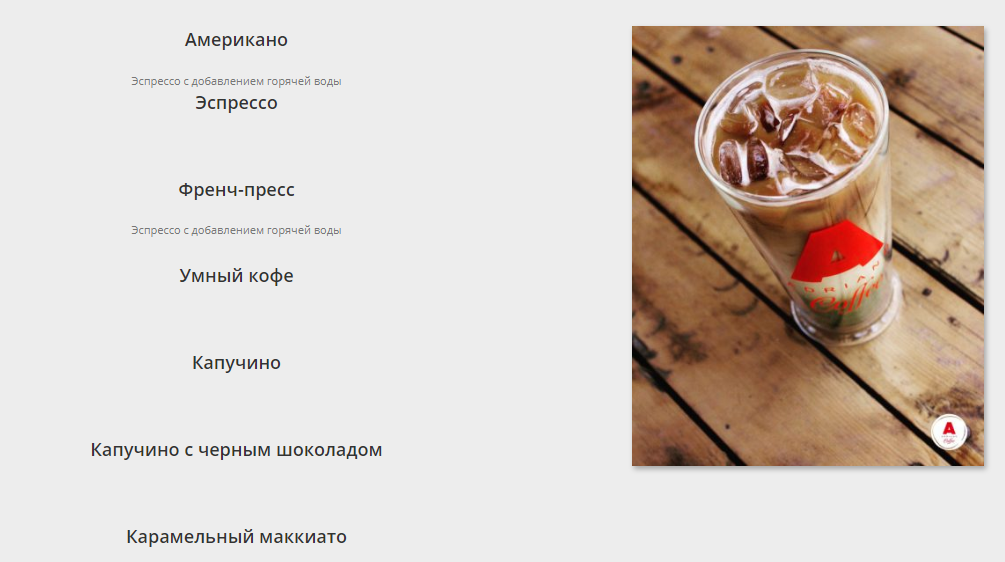 Американо
Эспрессо с добавлением горячей воды
Эспрессо
Френч-пресс
Эспрессо с добавлением горячей воды
Умный кофе
Капучино
Капучино с черным шоколадом
Карамельный маккиато
A
Coffee
A